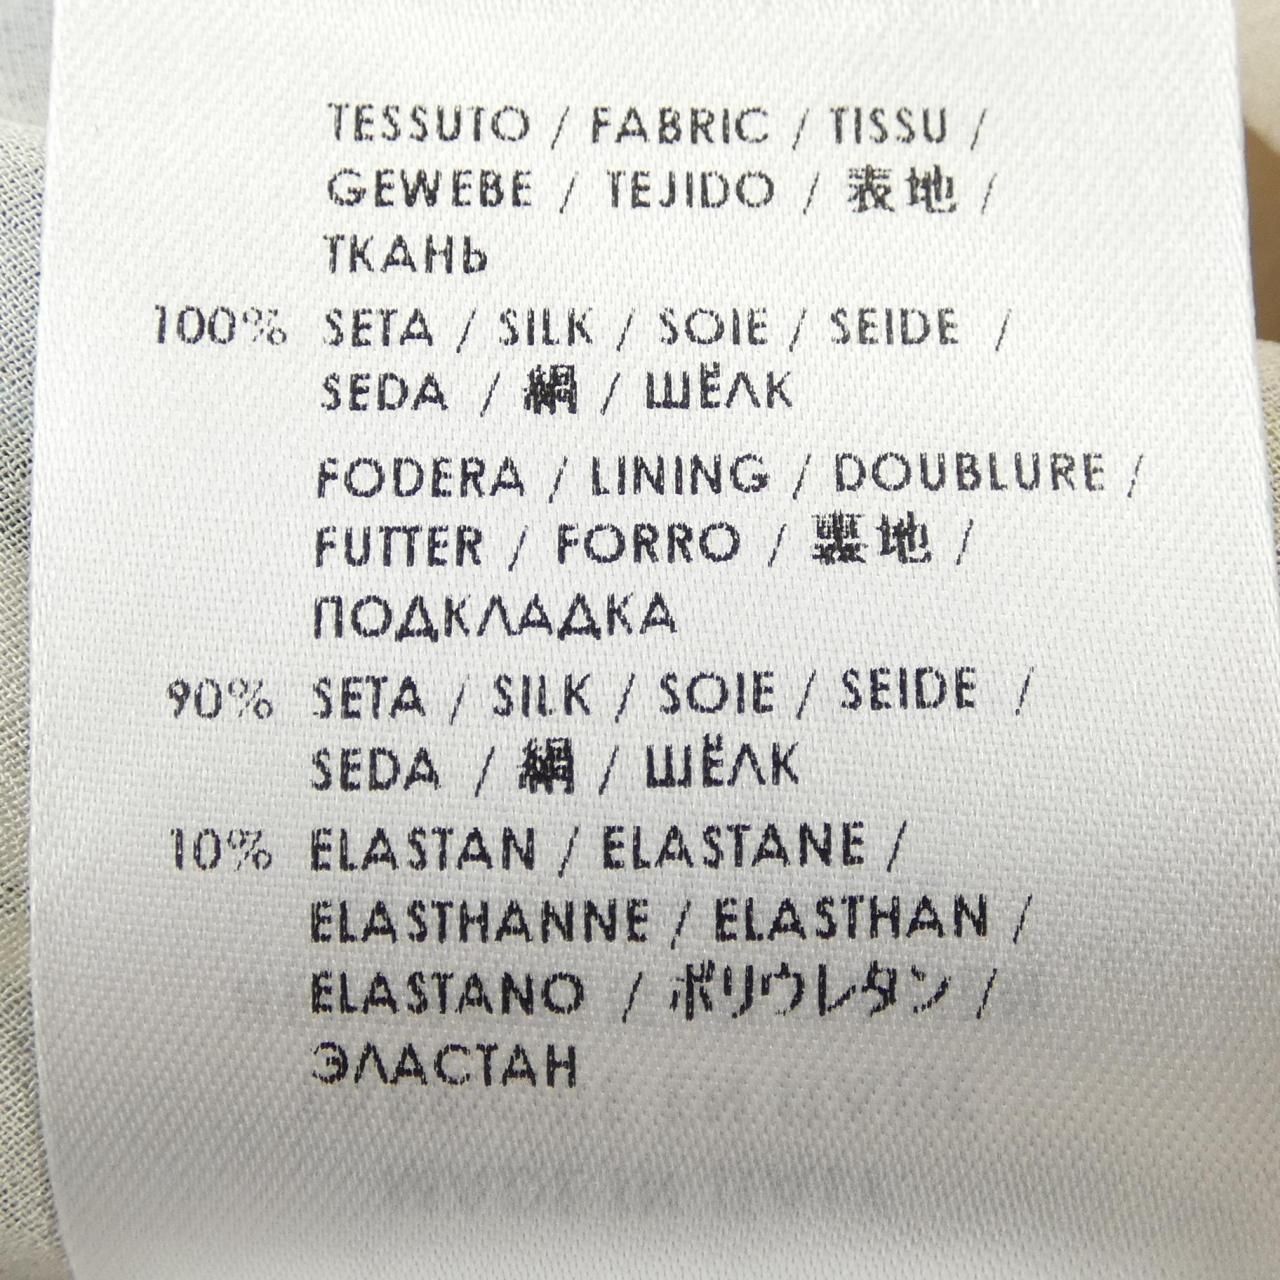 TESSUTO / FABRIC / TISSU /
GEWEBE / TEJIDO / 表地 /
ТКАНЬ
100% SETA / SILK / SOIE / SEIDE /
SEDA / 絹 / ШЁЛК
FODERA / LINING / DOUBLURE /
FUTTER / FORRO / 裏地 /
ПОДКЛАДКА
90% SETA / SILK / SOIE / SEIDE /
SEDA / 絹 / ШЁЛК
10% ELASTAN / ELASTANE /
ELASTHANNE / ELASTHAN /
ELASTANO / ポリウレタン /
ЭЛАСТАН